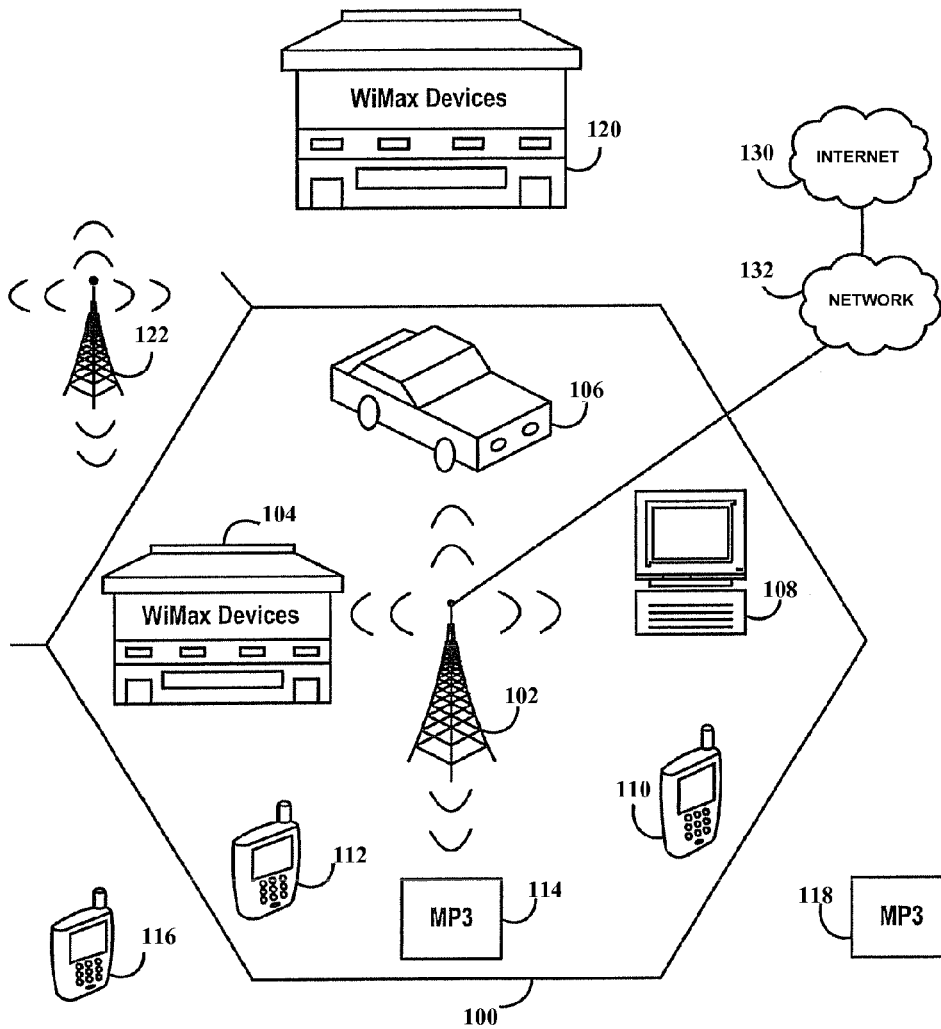 WiMax Devices
120
130
INTERNET
132
NETWORK
122
106
104
WiMax Devices
108
102
110
112
114
MP3
116
118
MP3
100